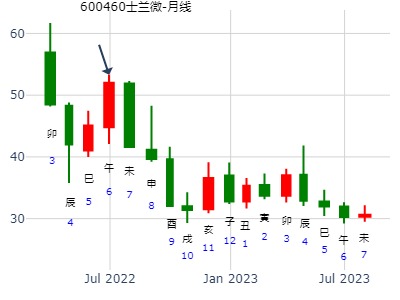 600460士兰微-月线
60
50
40
30
卯
3
辰
4
巳
5
午
6
未
7
申
8
酉
9
戌
10
亥
11
子
12
丑
1
寅
2
卯
3
辰
4
巳
5
午
6
未
7
Jul 2022
Jan 2023
Jul 2023